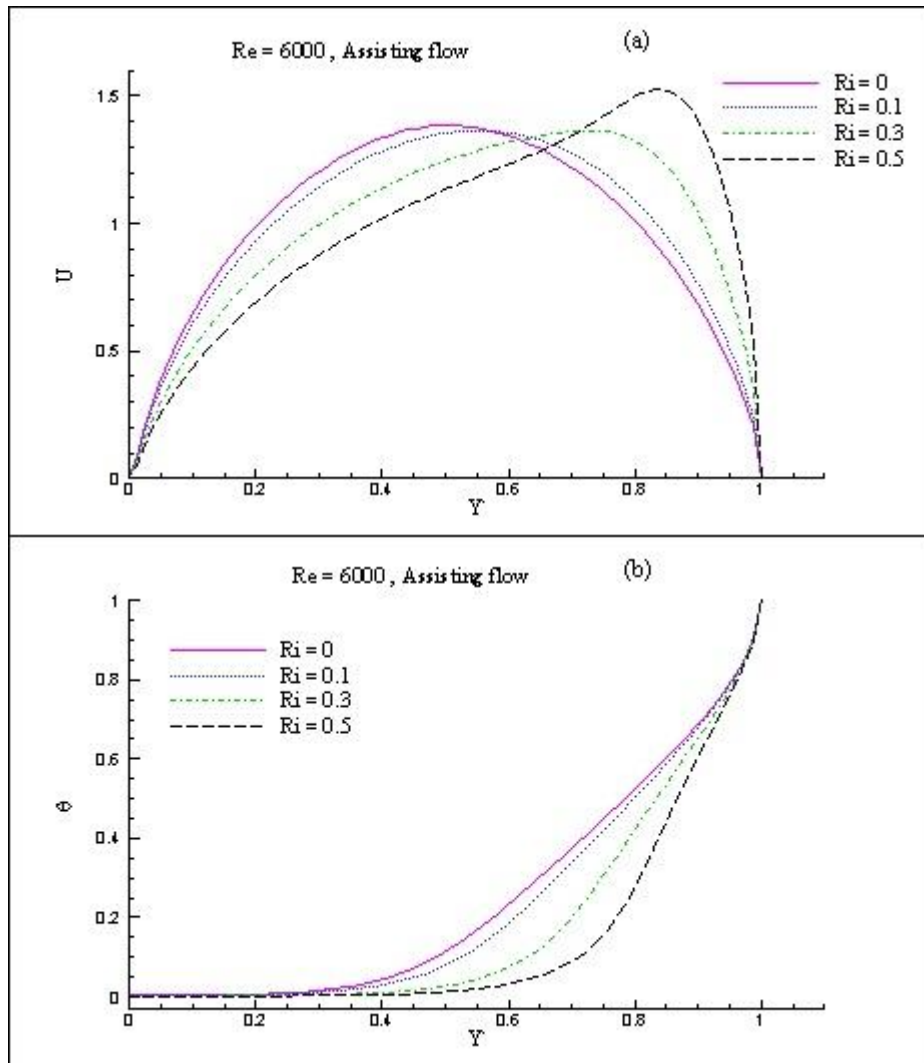 (a)
Re = 6000 , Assisting flow
Ri = 0
Ri = 0.1
Ri = 0.3
Ri = 0.5
1.5
1
0.5
0
U
0 0.2 0.4 0.6 0.8 1
Y
(b)
Re = 6000 , Assisting flow
Ri = 0
Ri = 0.1
Ri = 0.3
Ri = 0.5
1
0.8
0.6
0.4
0.2
0
θ
0 0.2 0.4 0.6 0.8 1
Y